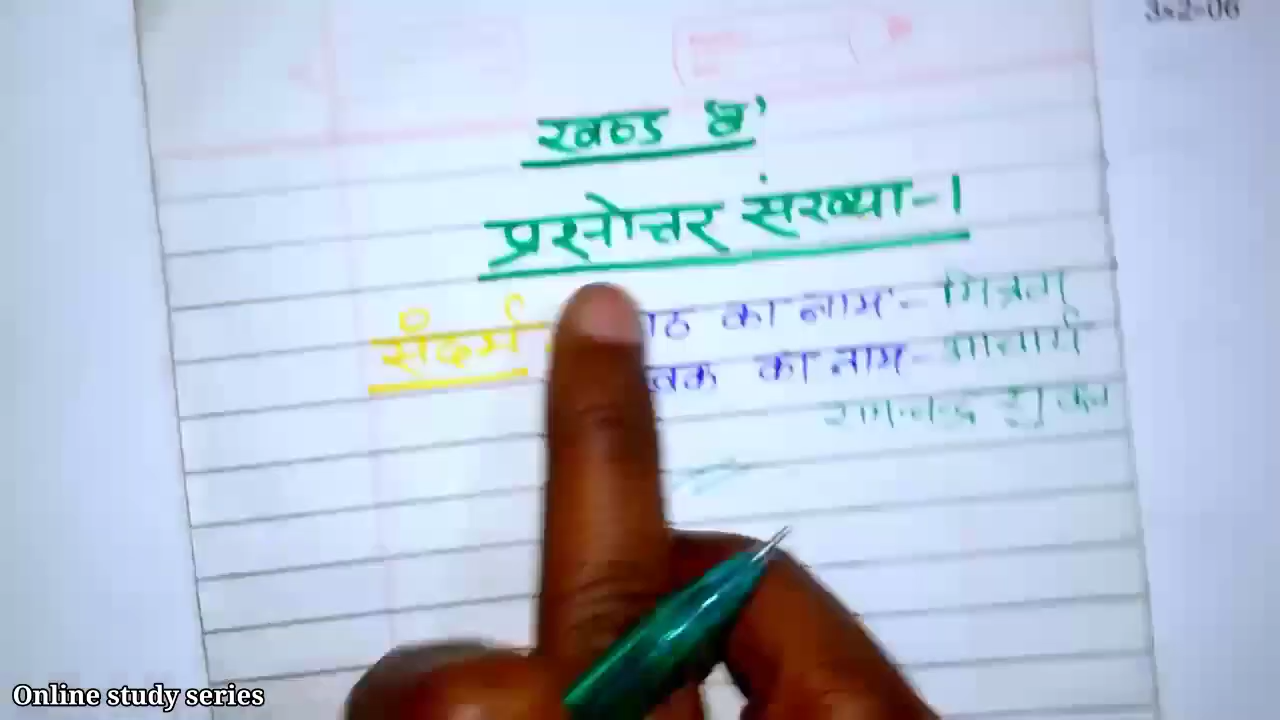 3×2=06
खण्ड 'ब'
प्रश्नोत्तर संख्या-1
संदर्भ ाठ का नाम - मित्रता
खक का नाम - आचार्य
रामचन्द्र शुक्ल
Online study series